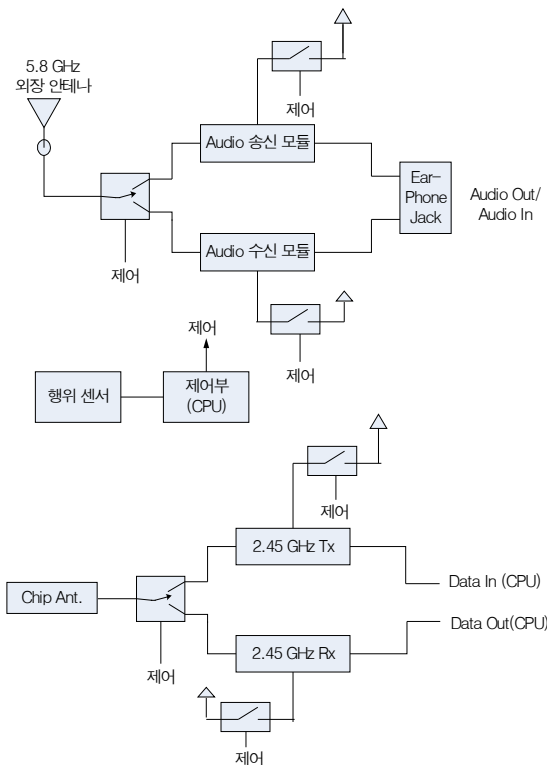 5.8 GHz
외장 안테나
제어
Audio 송신 모듈
Ear-
Phone
Jack
Audio Out/
Audio In
제어
Audio 수신 모듈
제어
제어
행위 센서
제어부
(CPU)
제어
2.45 GHz Tx
Data In (CPU)
Chip Ant.
Data Out(CPU)
2.45 GHz Rx
제어
제어